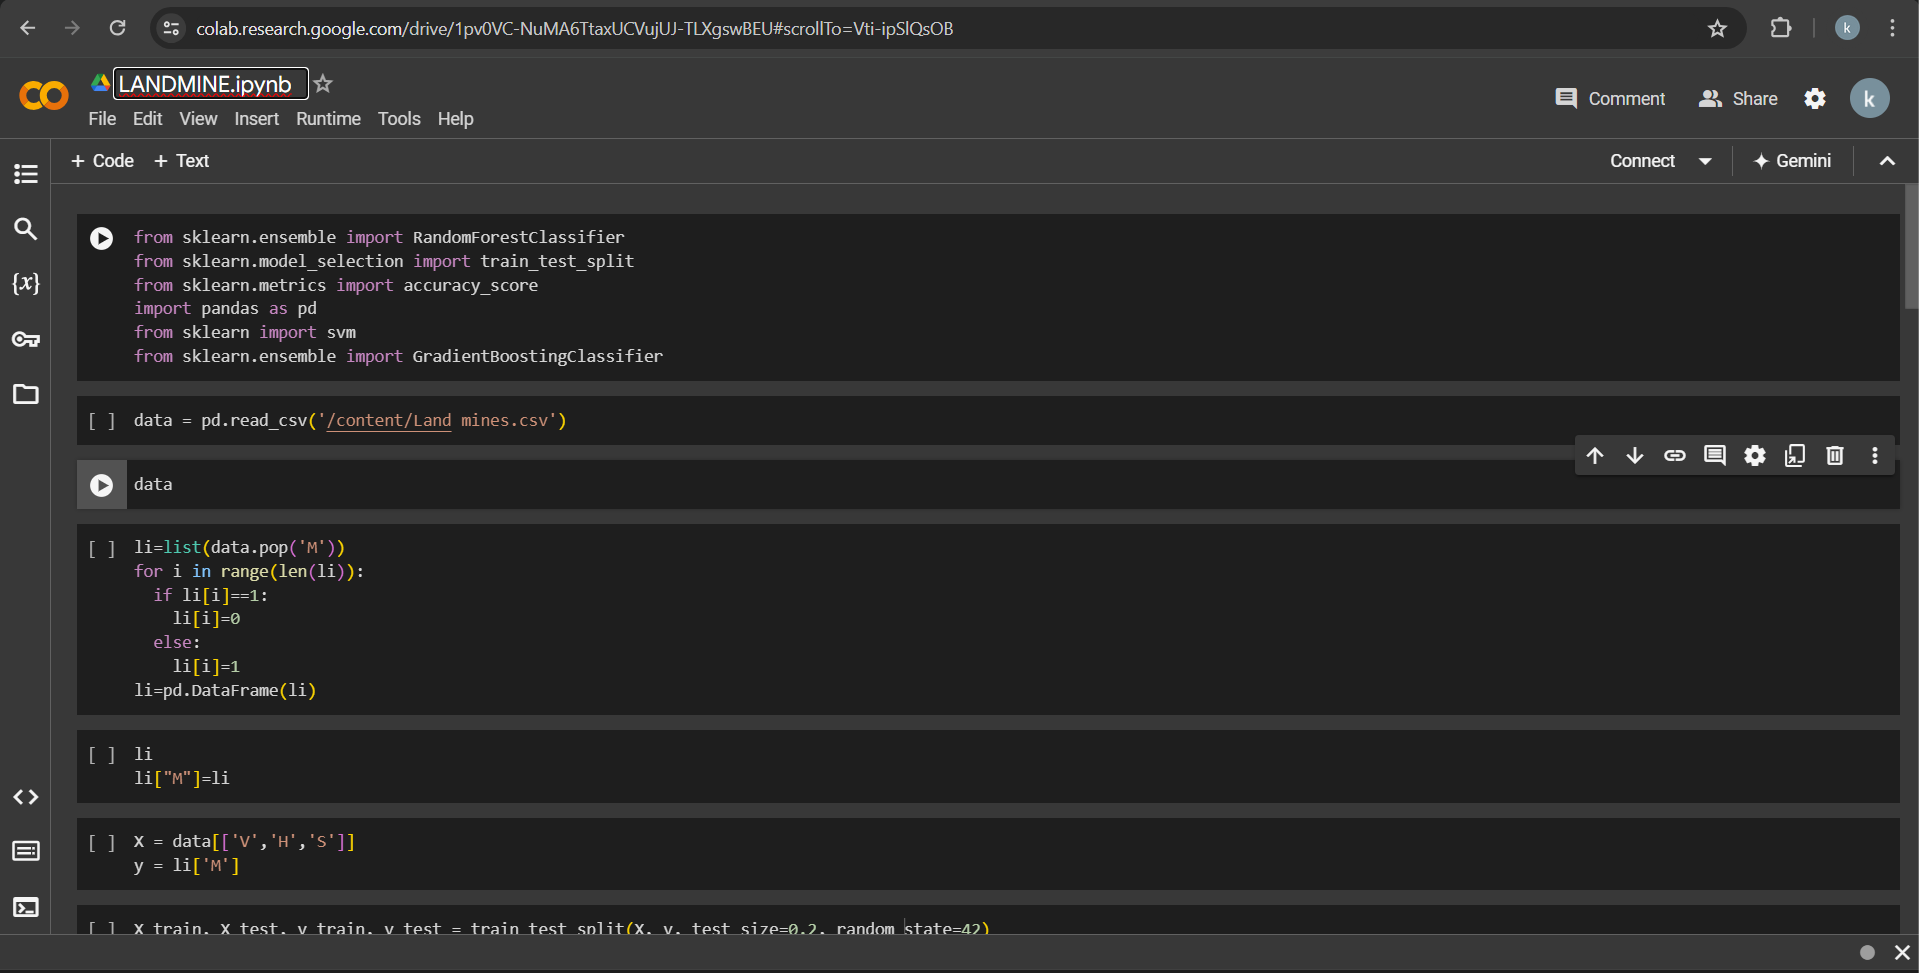 colab.research.google.com/drive/1pv0VC-NuMA6TtaxUCVujUJ-TLXgswBEU#scrollTo=Vti-ipSlQsOB
k
LANDMINE.ipynb
File Edit View Insert Runtime Tools Help
Comment Share k
+ Code + Text
Connect Gemini
from sklearn.ensemble import RandomForestClassifier
from sklearn.model_selection import train_test_split
from sklearn.metrics import accuracy_score
import pandas as pd
from sklearn import svm
from sklearn.ensemble import GradientBoostingClassifier
[ ] data = pd.read_csv('/content/Land mines.csv')
data
[ ] li=list(data.pop('M'))
for i in range(len(li)):
  if li[i]==1:
    li[i]=0
  else:
    li[i]=1
li=pd.DataFrame(li)
[ ] li
li["M"]=li
[ ] X = data[['V','H','S']]
y = li['M']
[ ] X_train, X_test, y_train, y_test = train_test_split(X, y, test_size=0.2, random_state=42)